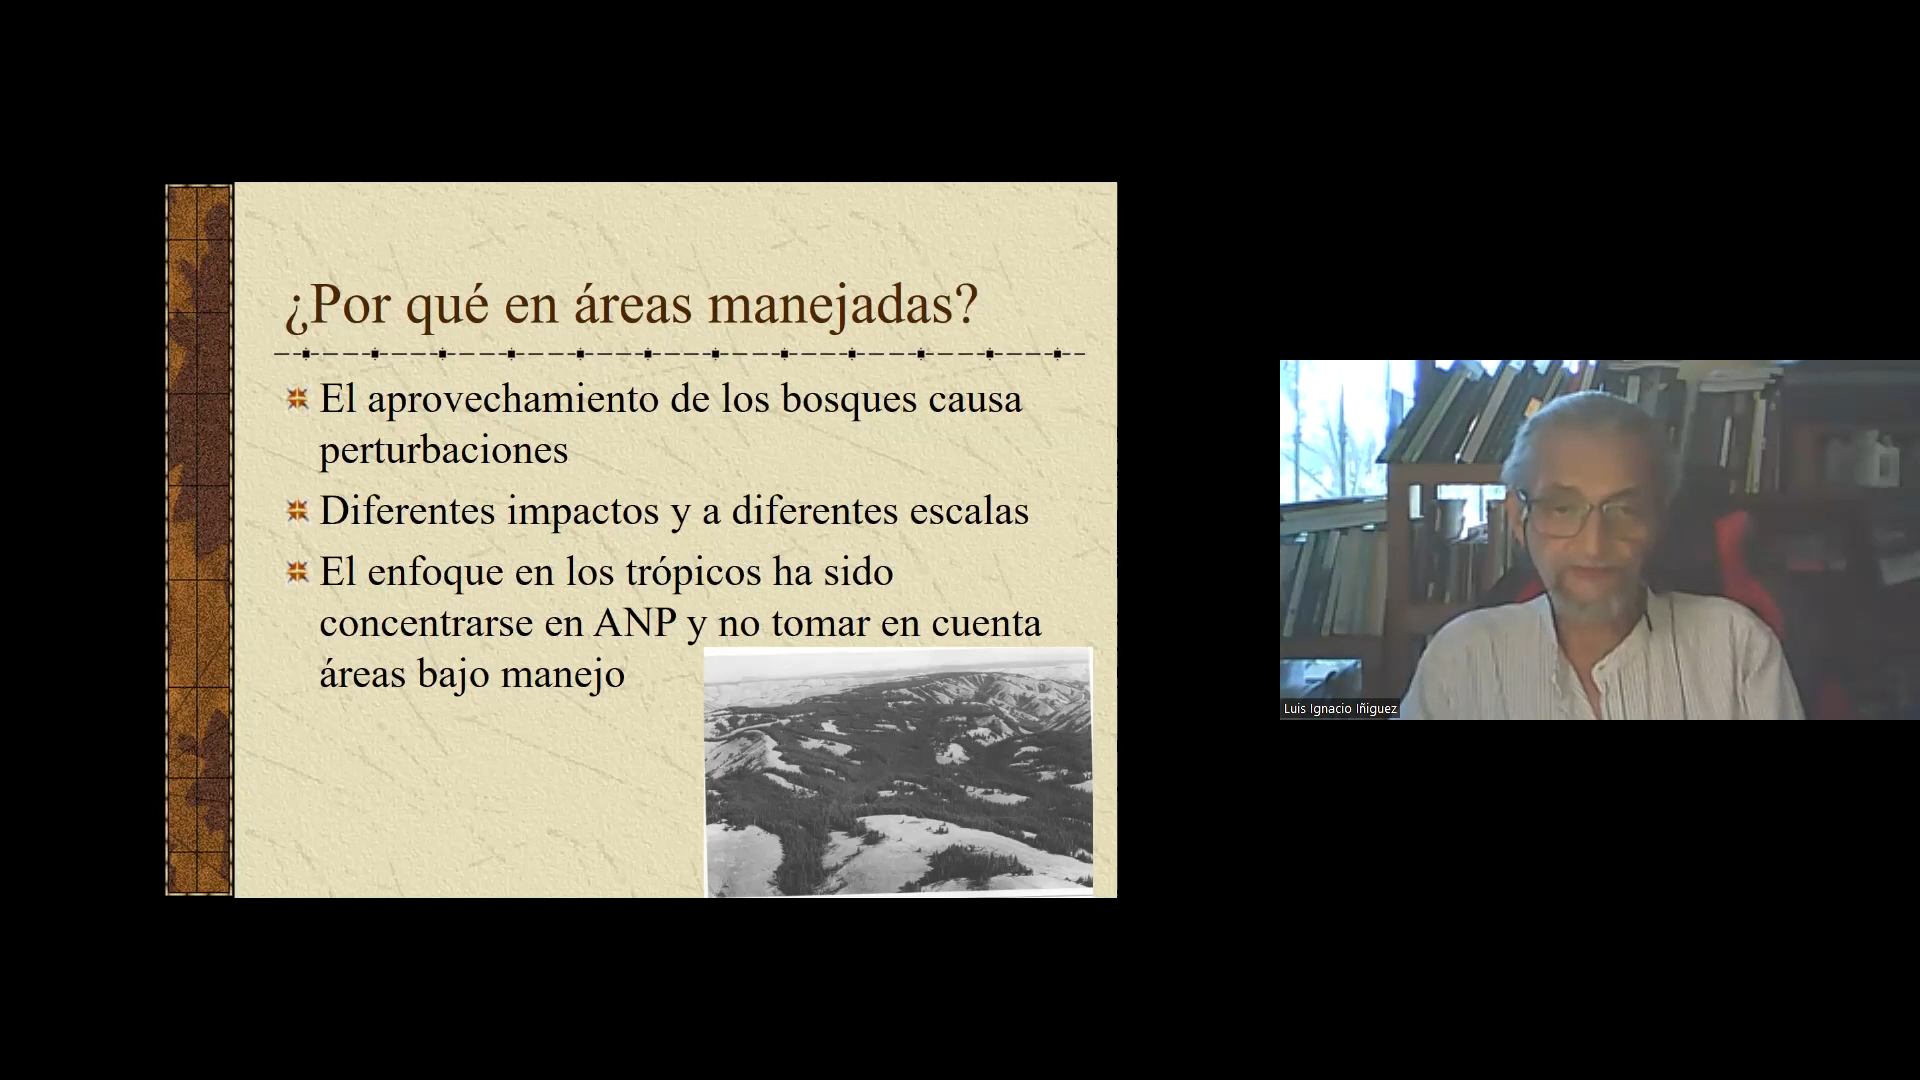 ¿Por qué en áreas manejadas?
El aprovechamiento de los bosques causa
perturbaciones
Diferentes impactos y a diferentes escalas
El enfoque en los trópicos ha sido
concentrarse en ANP y no tomar en cuenta
áreas bajo manejo
Luis Ignacio Iñiguez